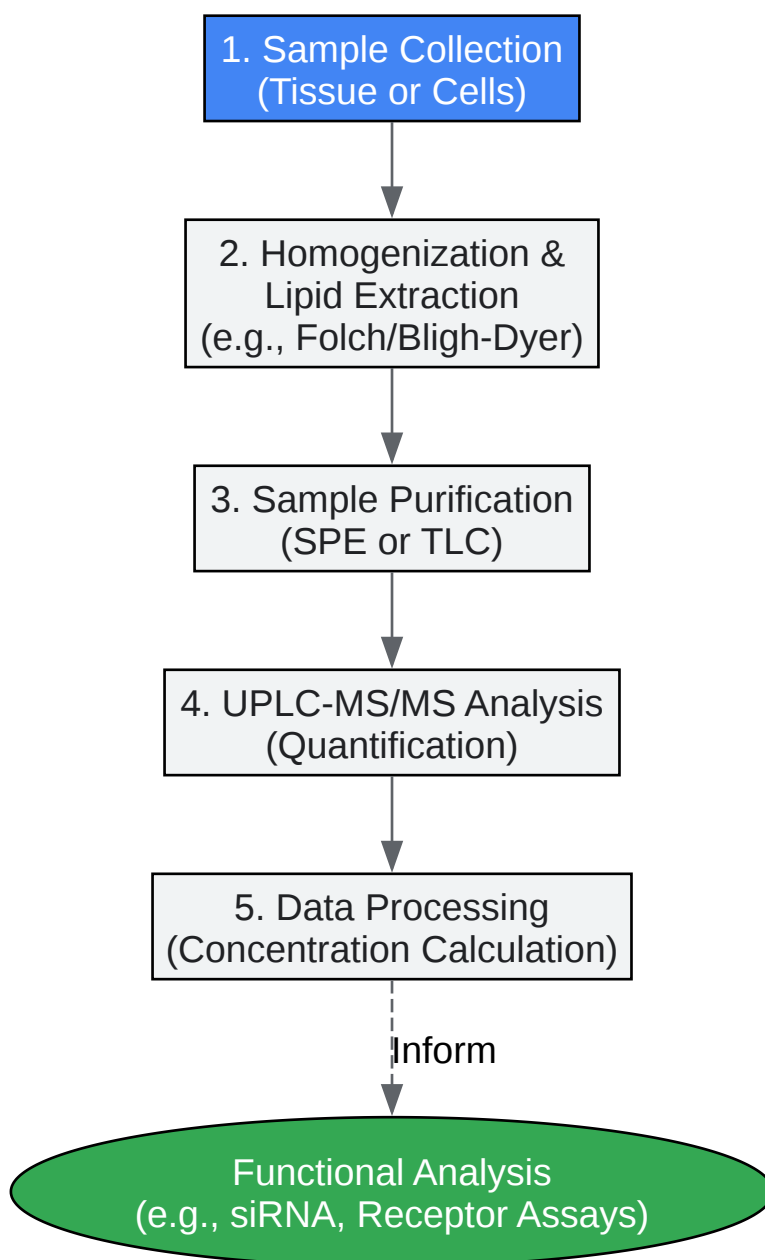 1. Sample Collection
(Tissue or Cells)
2. Homogenization &
Lipid Extraction
(e.g., Folch/Bligh-Dyer)
3. Sample Purification
(SPE or TLC)
4. UPLC-MS/MS Analysis
(Quantification)
5. Data Processing
(Concentration Calculation)
Inform
Functional Analysis
(e.g., siRNA, Receptor Assays)